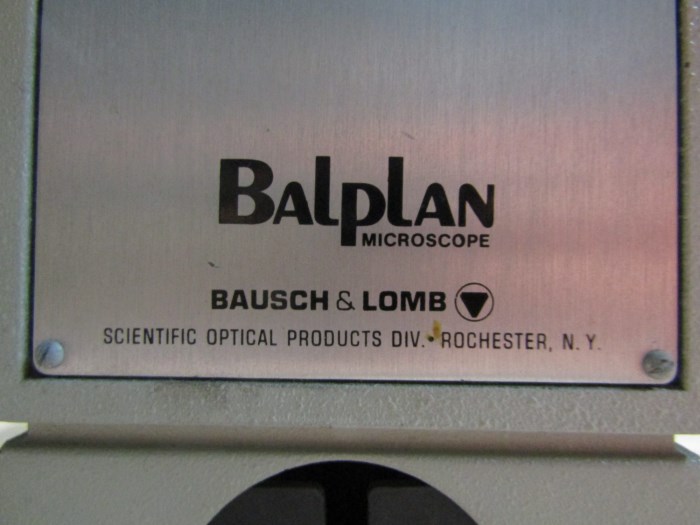 Balplan
MICROSCOPE
BAUSCH & LOMB
SCIENTIFIC OPTICAL PRODUCTS DIV. • ROCHESTER, N. Y.